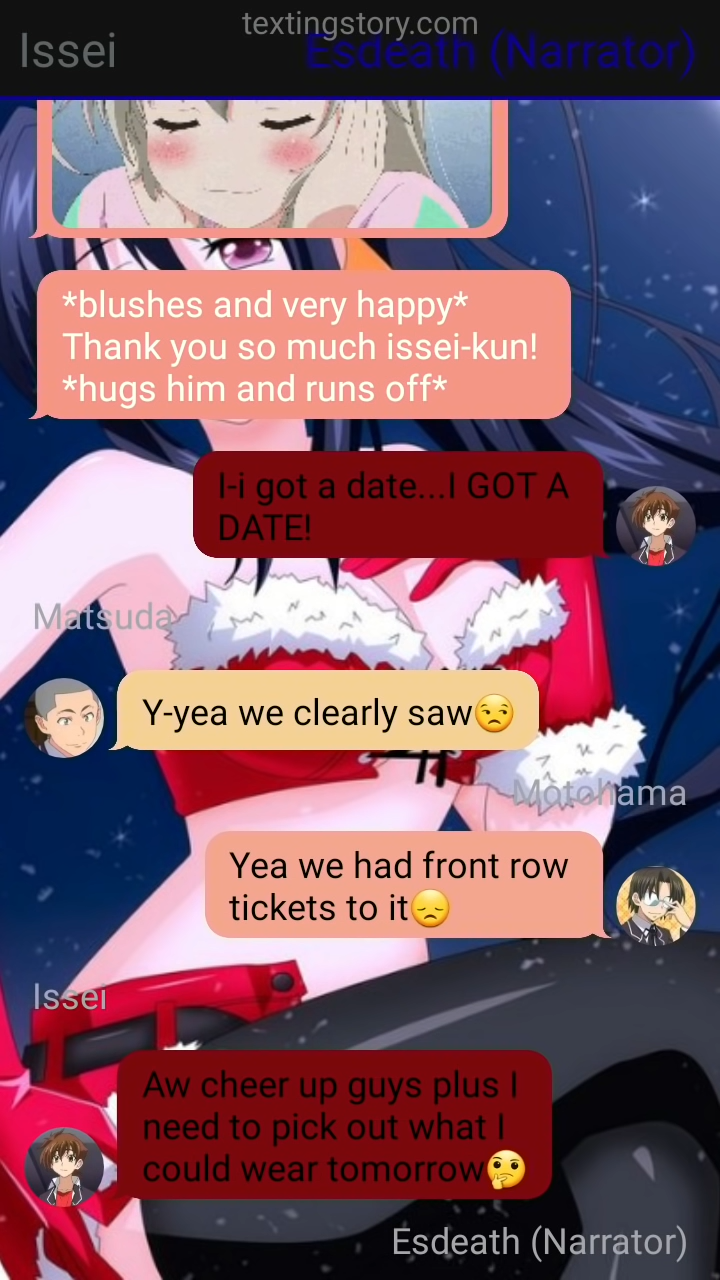 textingstory.com
Issei
Esdeath (Narrator)
*blushes and very happy*
Thank you so much issei-kun!
*hugs him and runs off*
I-i got a date...I GOT A
DATE!
Matsuda
Y-yea we clearly saw😒
Motohama
Yea we had front row
tickets to it😞
Issei
Aw cheer up guys plus I
need to pick out what I
could wear tomorrow🤔
Esdeath (Narrator)